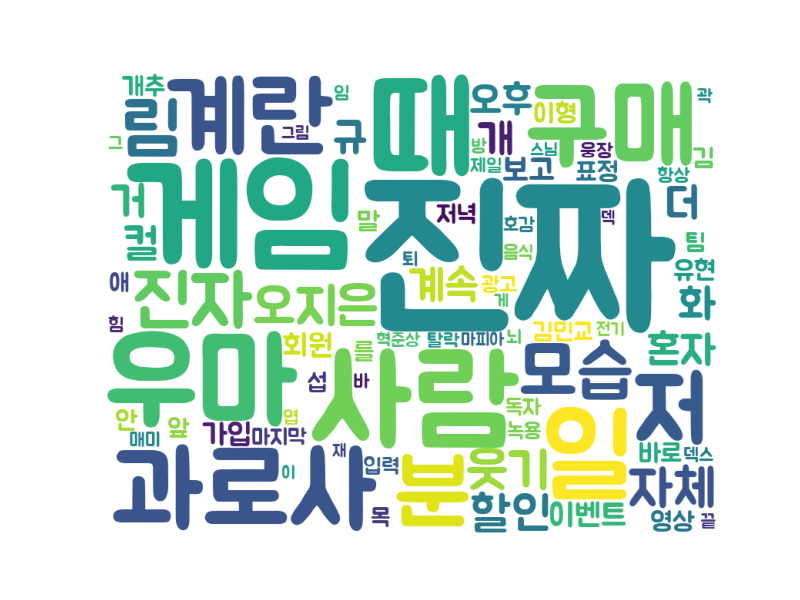 개추 림 계란 임 그림 그 규
때 오후 이형 구매 곽
방 개 스님 웅장 김
제일 보고 표정 항상
게임 진짜 더
거 컬 말 저녁 호감 덱
퇴 음식 팀
애 진자 오지은 계속 광고 게 유현 화
힘 회원 를 혁준상 탈락 마피아 뇌 김민교 전기 혼자
우마 사람 모습 저
섭 바 독자
안 앞 엽 녹용
매미 가입 마지막 일
과로사 재 입력 분 웃기 바로 덱스
이 자체
목 할인 이벤트 영상 끝